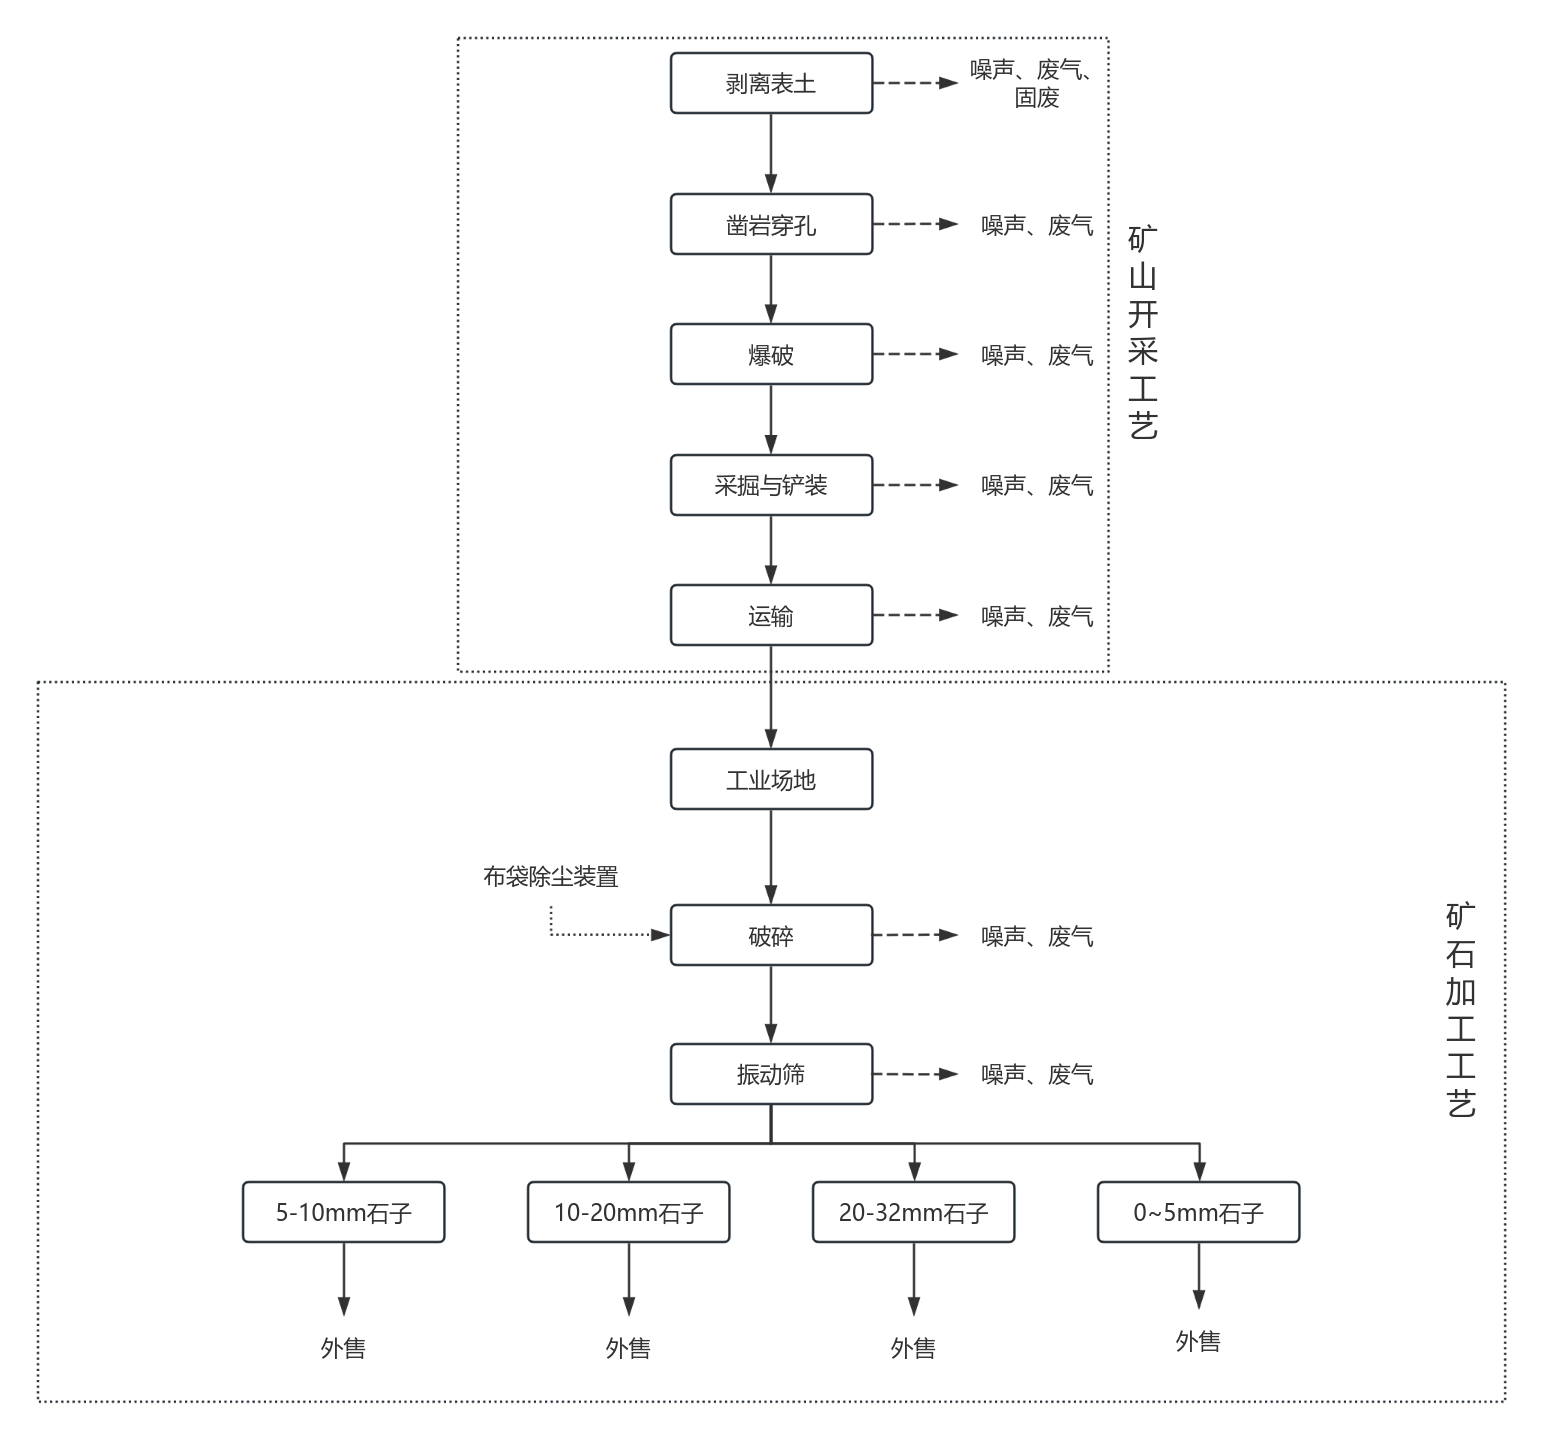 剥离表土
噪声、废气、
固废
凿岩穿孔
噪声、废气
爆破
噪声、废气
采掘与铲装
噪声、废气
运输
噪声、废气
矿山开采工艺
工业场地
布袋除尘装置
破碎
噪声、废气
振动筛
噪声、废气
矿石加工工艺
5-10mm石子
10-20mm石子
20-32mm石子
0~5mm石子
外售
外售
外售
外售